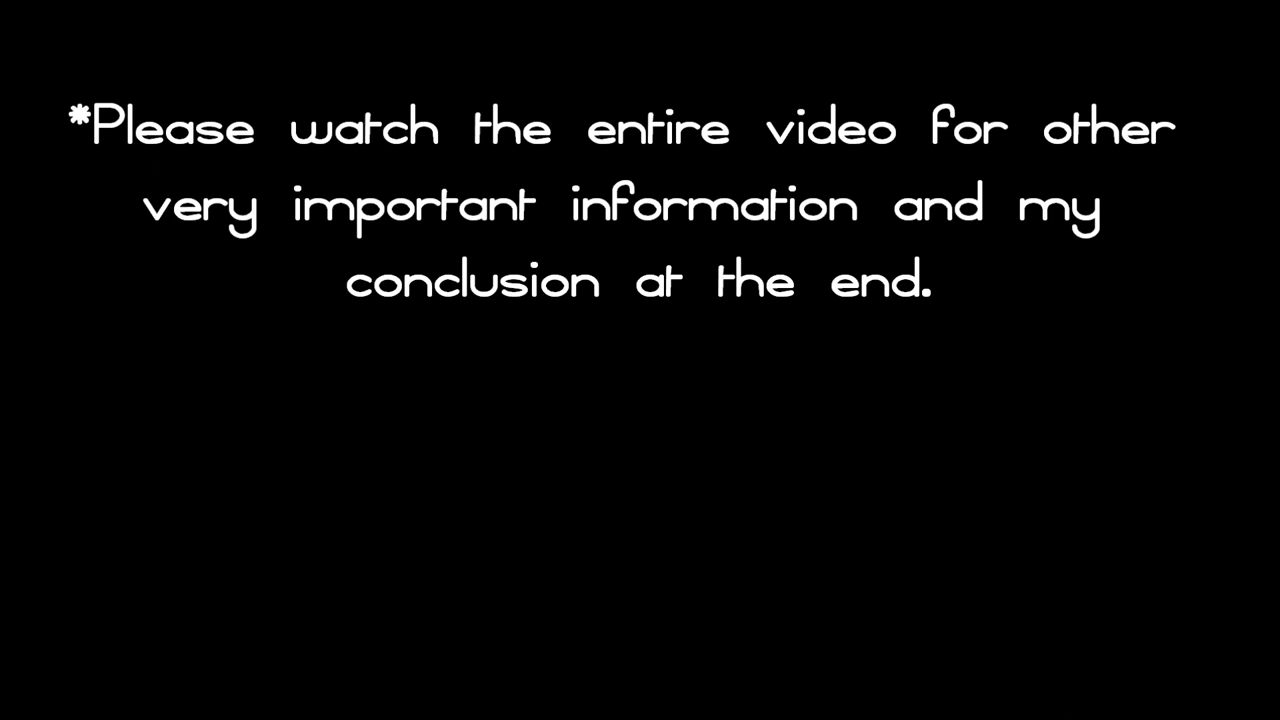 *Please watch the entire video for other
very important information and my
conclusion at the end.